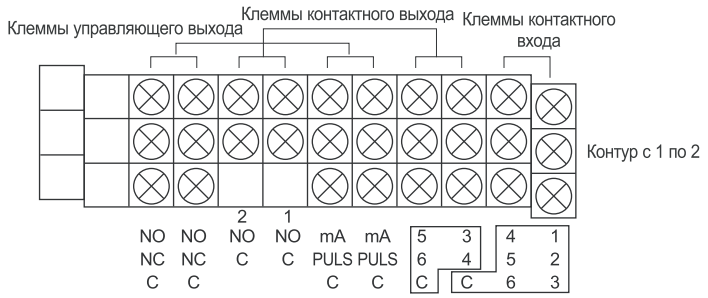 Клеммы управляющего выхода
Клеммы контактного выхода
Клеммы контактного
входа
Контур с 1 по 2
2 1
NO NO NO NO mA mA 5 3 4 1
NC NC C C PULS PULS 6 4 5 2
C C C C C C 6 3